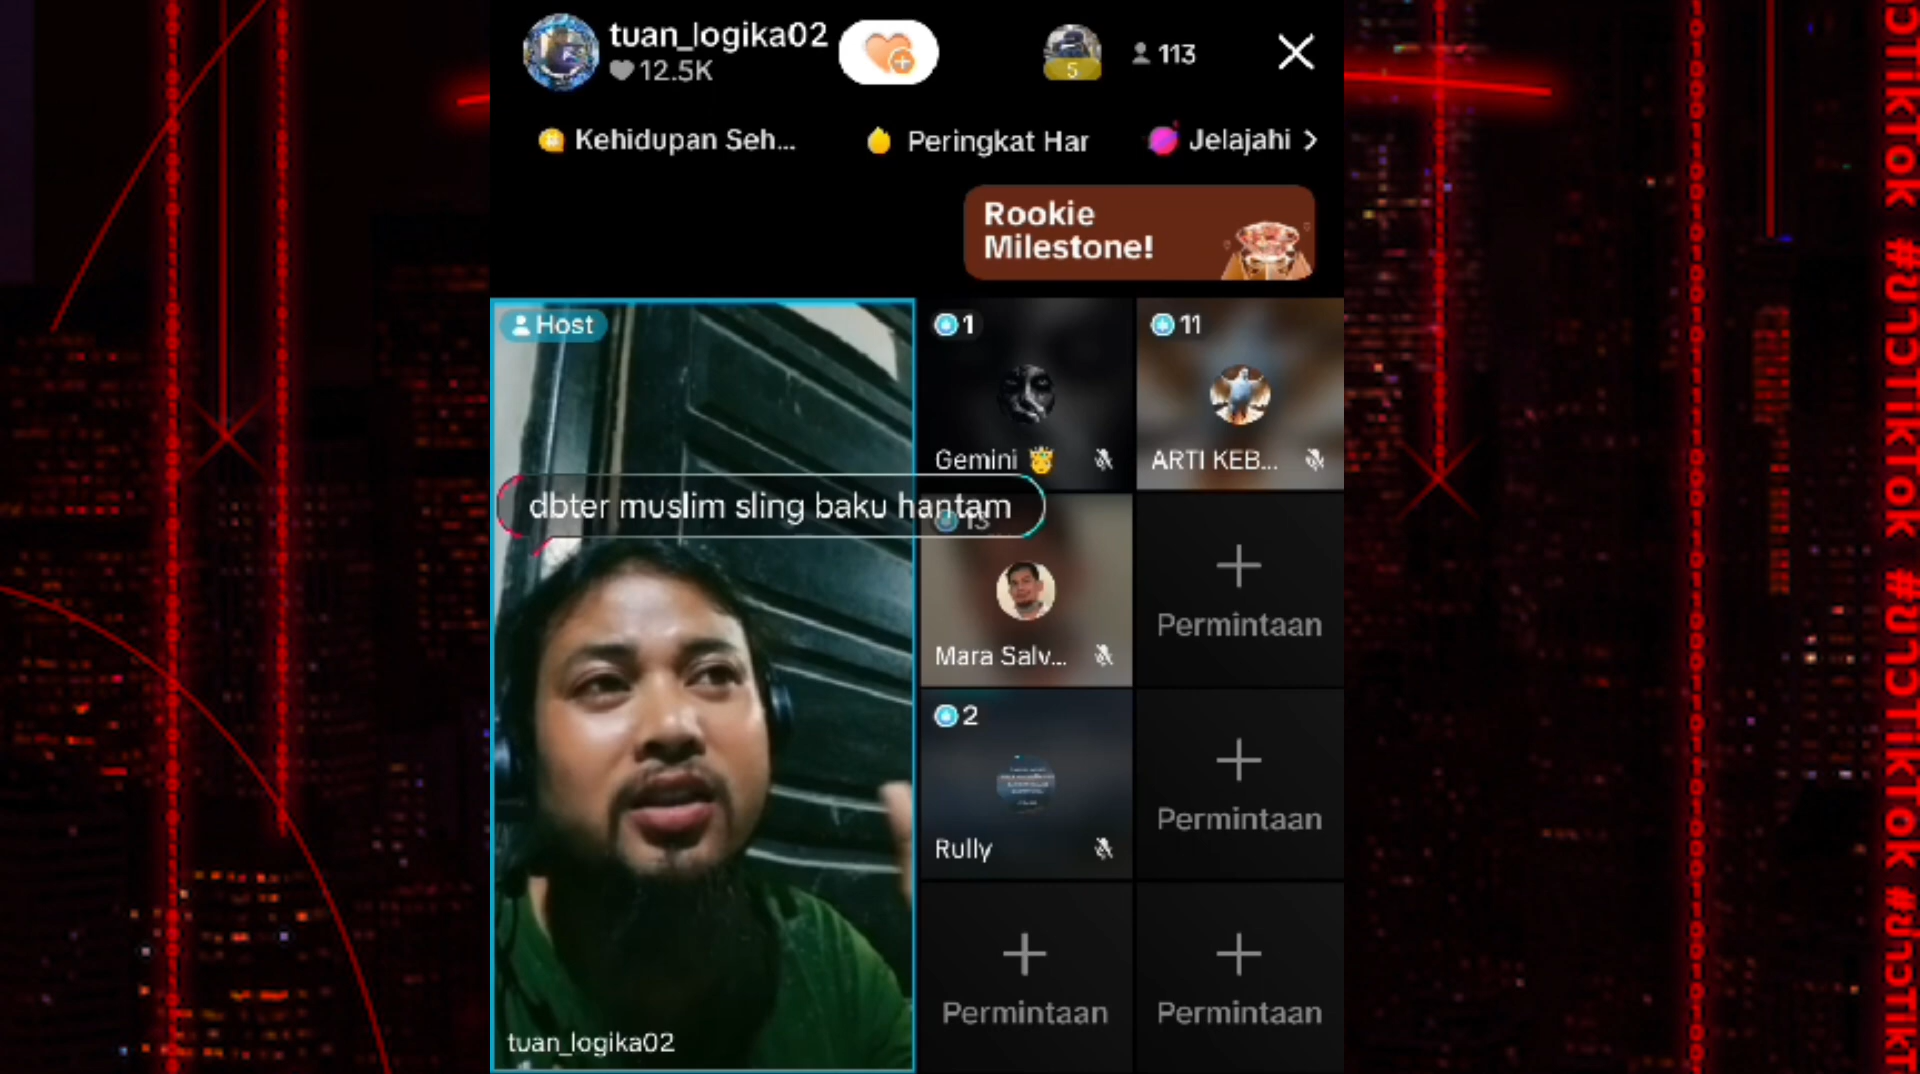 tuan_logika02
12.5K
5
113
Kehidupan Seh...
Peringkat Har
Jelajahi
Rookie
Milestone!
Host
1
11
Gemini
ARTI KEB...
dbter muslim sling baku hantam
13
Mara Salv...
Permintaan
2
Permintaan
Rully
Permintaan
Permintaan
tuan_logika02